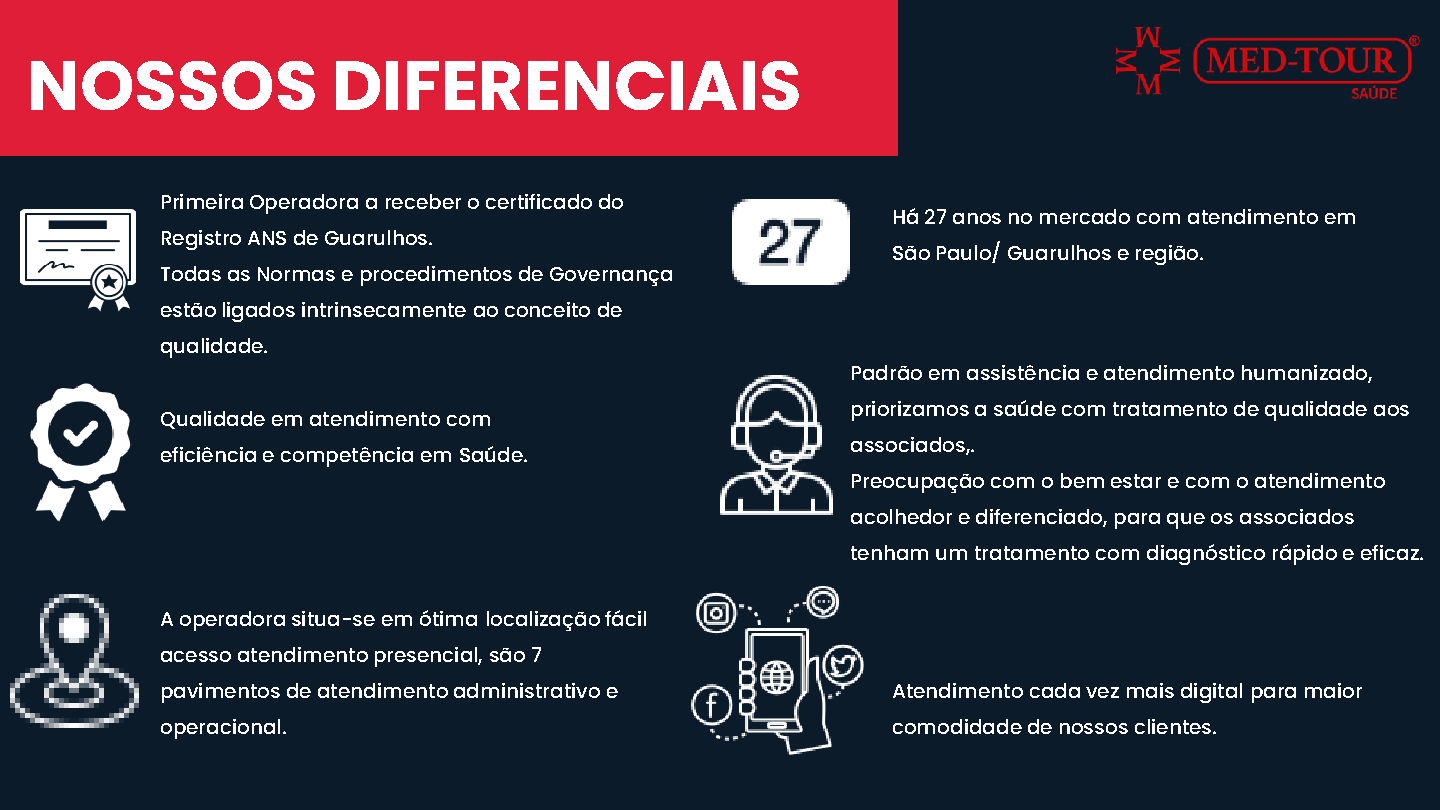 NOSSOS DIFERENCIAIS
M
M M
M
MED-TOUR®
SAÚDE
Primeira Operadora a receber o certificado do
Registro ANS de Guarulhos.
Todas as Normas e procedimentos de Governança
estão ligados intrinsecamente ao conceito de
qualidade.
27
Há 27 anos no mercado com atendimento em
São Paulo/ Guarulhos e região.
Qualidade em atendimento com
eficiência e competência em Saúde.
Padrão em assistência e atendimento humanizado,
priorizamos a saúde com tratamento de qualidade aos
associados,.
Preocupação com o bem estar e com o atendimento
acolhedor e diferenciado, para que os associados
tenham um tratamento com diagnóstico rápido e eficaz.
A operadora situa-se em ótima localização fácil
acesso atendimento presencial, são 7
pavimentos de atendimento administrativo e
operacional.
Atendimento cada vez mais digital para maior
comodidade de nossos clientes.